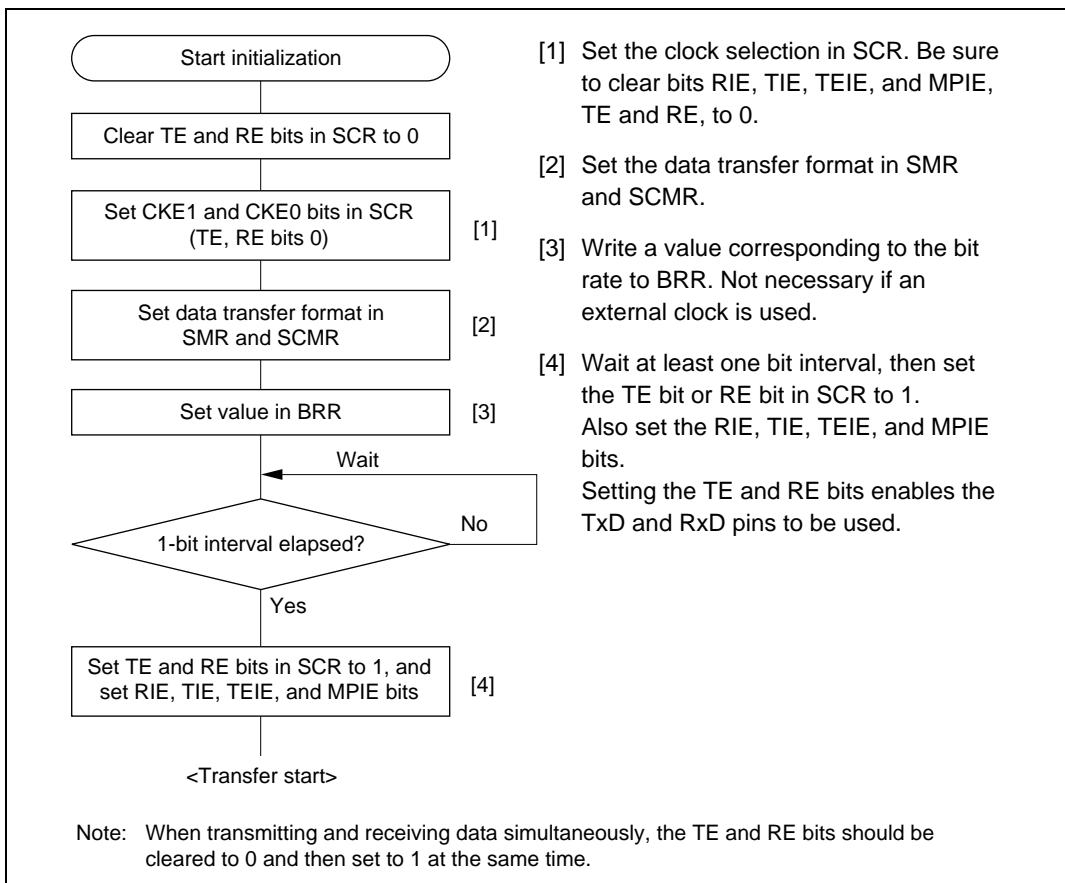 Start initialization
Clear TE and RE bits in SCR to 0
Set CKE1 and CKE0 bits in SCR
(TE, RE bits 0)
[1]
Set data transfer format in
SMR and SCMR
[2]
Set value in BRR
[3]
Wait
No
1-bit interval elapsed?
Yes
Set TE and RE bits in SCR to 1, and
set RIE, TIE, TEIE, and MPIE bits
[4]
<Transfer start>
[1] Set the clock selection in SCR. Be sure
to clear bits RIE, TIE, TEIE, and MPIE,
TE and RE, to 0.
[2] Set the data transfer format in SMR
and SCMR.
[3] Write a value corresponding to the bit
rate to BRR. Not necessary if an
external clock is used.
[4] Wait at least one bit interval, then set
the TE bit or RE bit in SCR to 1.
Also set the RIE, TIE, TEIE, and MPIE
bits.
Setting the TE and RE bits enables the
TxD and RxD pins to be used.
Note: When transmitting and receiving data simultaneously, the TE and RE bits should be
cleared to 0 and then set to 1 at the same time.